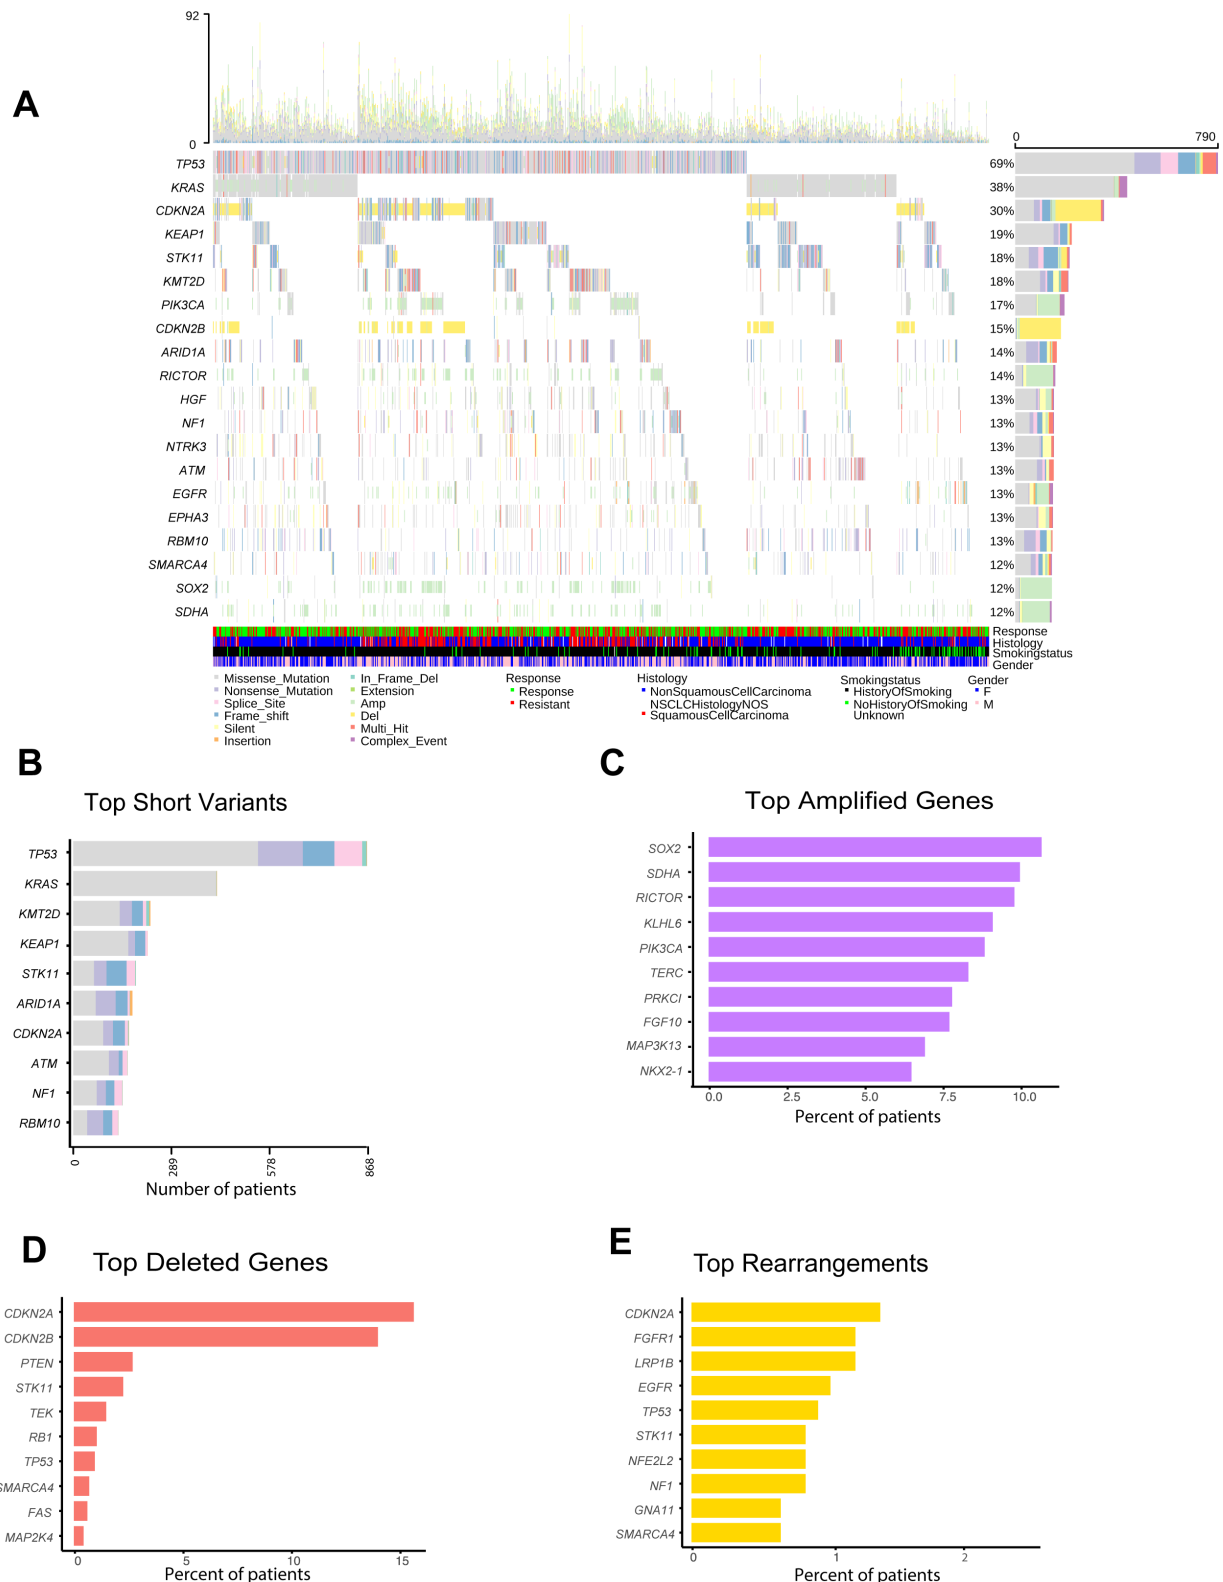 A
92
0
0
790
TP53
69%
KRAS
38%
CDKN2A
30%
KEAP1
19%
STK11
18%
KMT2D
18%
PIK3CA
17%
CDKN2B
15%
ARID1A
14%
RICTOR
14%
HGF
13%
NF1
13%
NTRK3
13%
ATM
13%
EGFR
13%
EPHA3
13%
RBM10
13%
SMARCA4
12%
SOX2
12%
SDHA
12%
Response
Histology
Smokingstatus
Gender
Missense_Mutation
Nonsense_Mutation
Splice_Site
Frame_shift
Silent
Insertion
In_Frame_Del
Extension
Amp
Del
Multi_Hit
Complex_Event
Response
Response
Resistant
Histology
NonSquamousCellCarcinoma
NSCLCHistologyNOS
SquamousCellCarcinoma
Smokingstatus
HistoryOfSmoking
NoHistoryOfSmoking
Unknown
Gender
F
M
B
Top Short Variants
TP53
KRAS
KMT2D
KEAP1
STK11
ARID1A
CDKN2A
ATM
NF1
RBM10
0
289
578
868
Number of patients
C
Top Amplified Genes
SOX2
SDHA
RICTOR
KLHL6
PIK3CA
TERC
PRKCI
FGF10
MAP3K13
NKX2-1
0.0
2.5
5.0
7.5
10.0
Percent of patients
D
Top Deleted Genes
CDKN2A
CDKN2B
PTEN
STK11
TEK
RB1
TP53
SMARCA4
FAS
MAP2K4
0
5
10
15
Percent of patients
E
Top Rearrangements
CDKN2A
FGFR1
LRP1B
EGFR
TP53
STK11
NFE2L2
NF1
GNA11
SMARCA4
0
1
2
Percent of patients